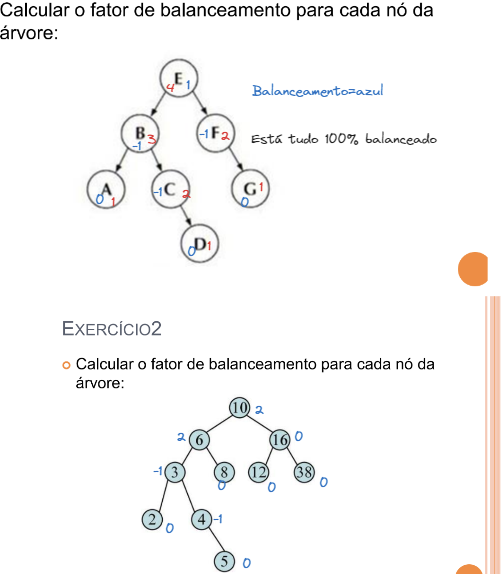 Calcular o fator de balanceamento para cada nó da
árvore:
4 E 1
Balanceamento=azul
B 3
-1
-1 F 2
Está tudo 100% balanceado
A
0 1
-1 C 2
G 1
0
0 D 1
EXERCÍCIO2
Calcular o fator de balanceamento para cada nó da
árvore:
10 2
2 6
16 0
-1 3
8
0
12
0
38
0
2 0
4 -1
5 0